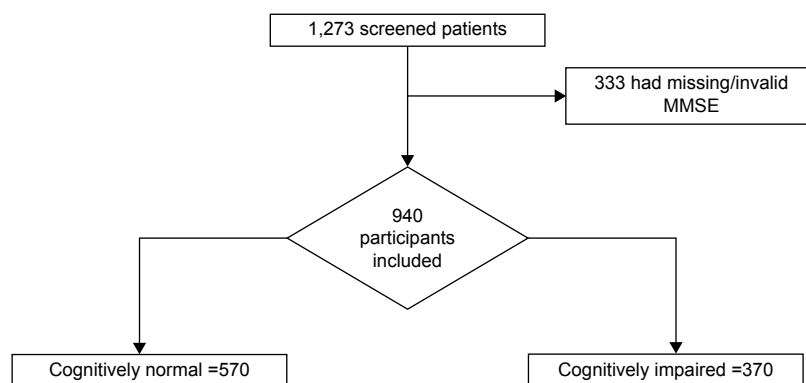 1,273 screened patients
333 had missing/invalid
MMSE
940
participants
included
Cognitively normal =570
Cognitively impaired =370